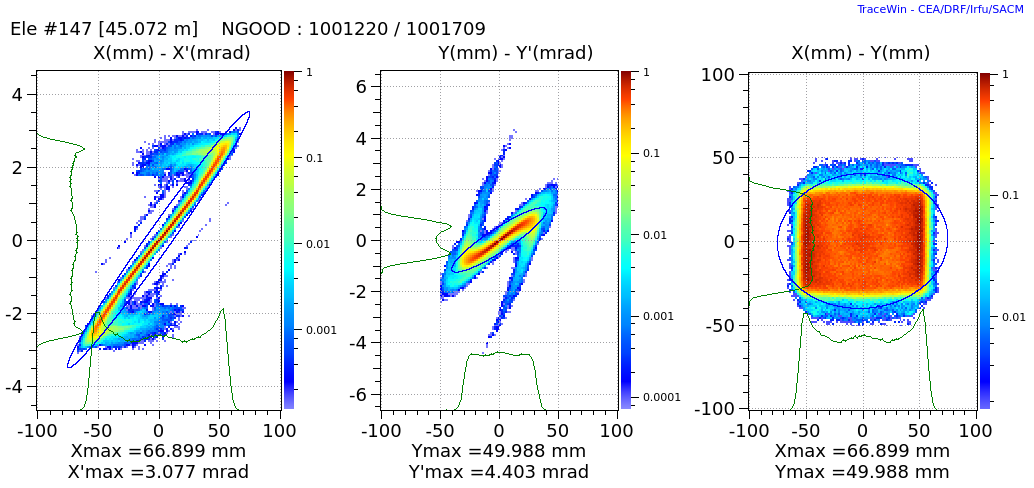 TraceWin - CEA/DRF/Irfu/SACM
Ele #147 [45.072 m] NGOOD : 1001220 / 1001709
X(mm) - X'(mrad)
4
2
0
-2
-4
-100 -50 0 50 100
1
0.1
0.01
0.001
Xmax =66.899 mm
X'max =3.077 mrad
Y(mm) - Y'(mrad)
6
4
2
0
-2
-4
-6
-100 -50 0 50 100
1
0.1
0.01
0.001
0.0001
Ymax =49.988 mm
Y'max =4.403 mrad
X(mm) - Y(mm)
100
50
0
-50
-100
-100 -50 0 50 100
1
0.1
0.01
Xmax =66.899 mm
Ymax =49.988 mm